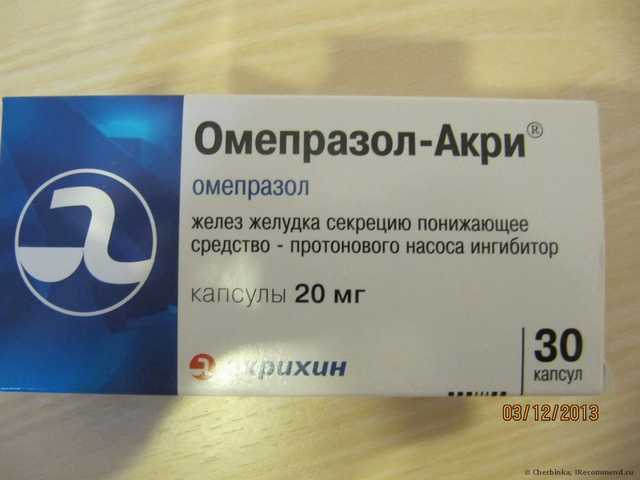 Омепразол-Акри®
омепразол
желез желудка секрецию понижающее
средство - протонового насоса ингибитор
капсулы 20 мг
акрихин
30
капсул
03/12/2013
© Cherbinka, IRecommend.ru